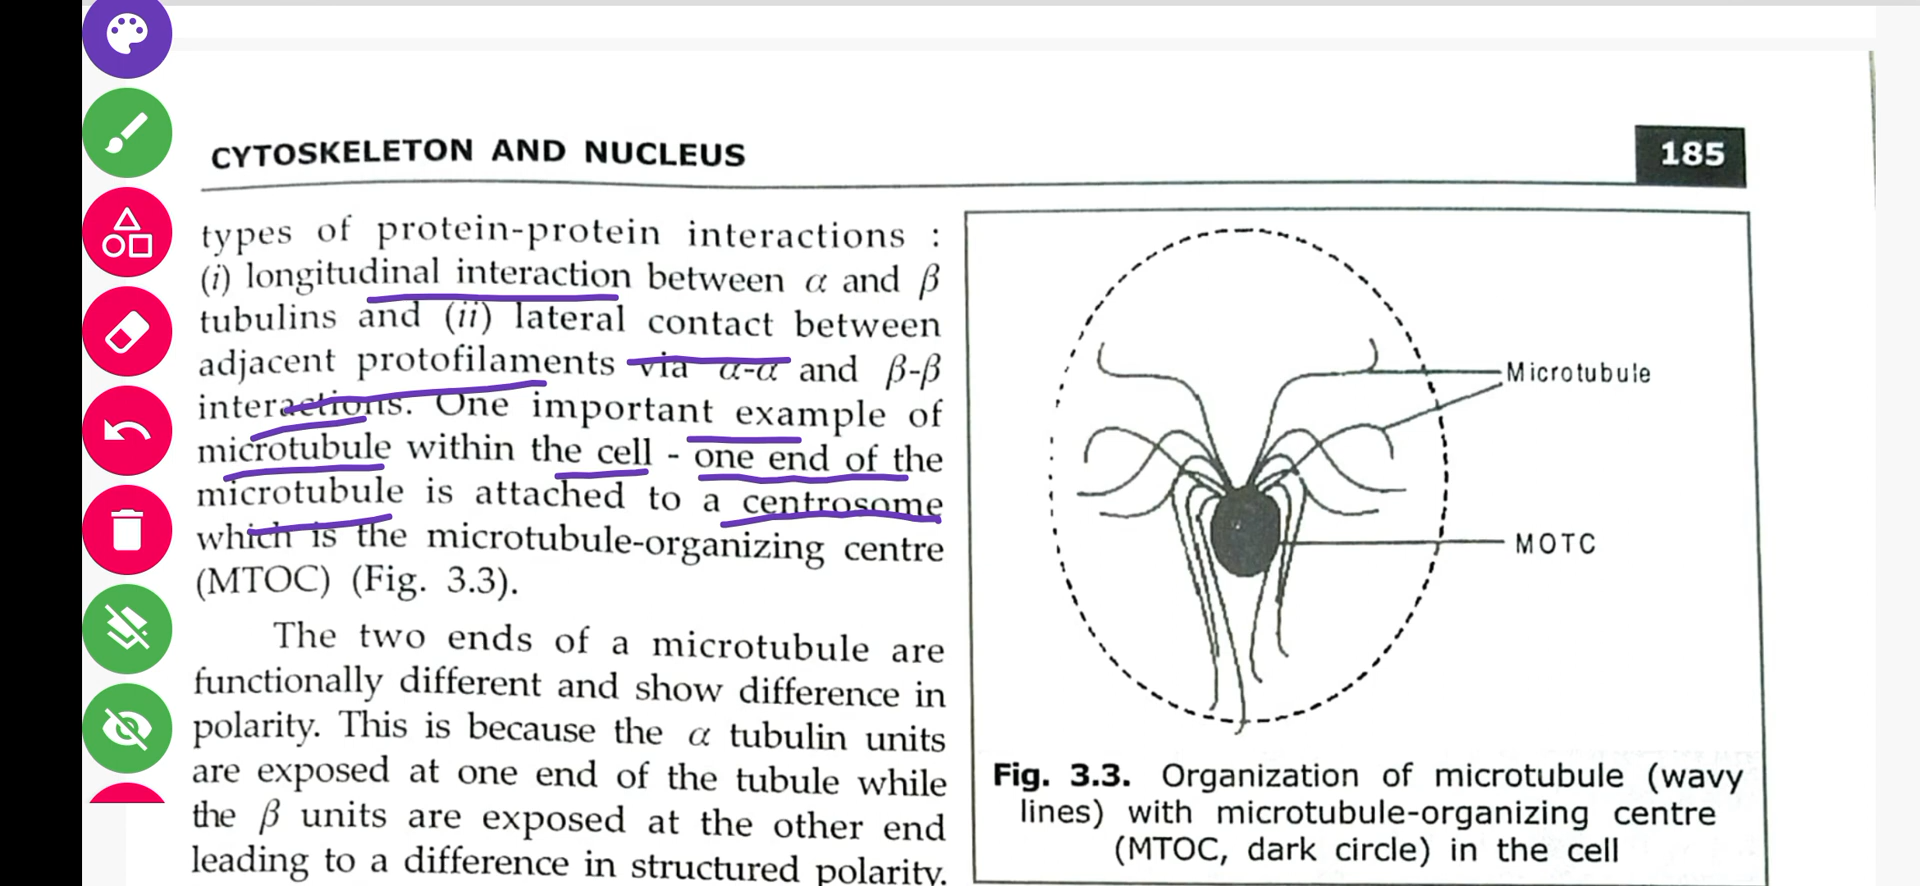 CYTOSKELETON AND NUCLEUS
185
types of protein-protein interactions :
(i) longitudinal interaction between α and β
tubulins and (ii) lateral contact between
adjacent protofilaments via α-α and β-β
interactions. One important example of
microtubule within the cell - one end of the
microtubule is attached to a centrosome
which is the microtubule-organizing centre
(MTOC) (Fig. 3.3).
The two ends of a microtubule are
functionally different and show difference in
polarity. This is because the α tubulin units
are exposed at one end of the tubule while
the β units are exposed at the other end
leading to a difference in structured polarity.
Microtubule
MOTC
Fig. 3.3. Organization of microtubule (wavy
lines) with microtubule-organizing centre
(MTOC, dark circle) in the cell